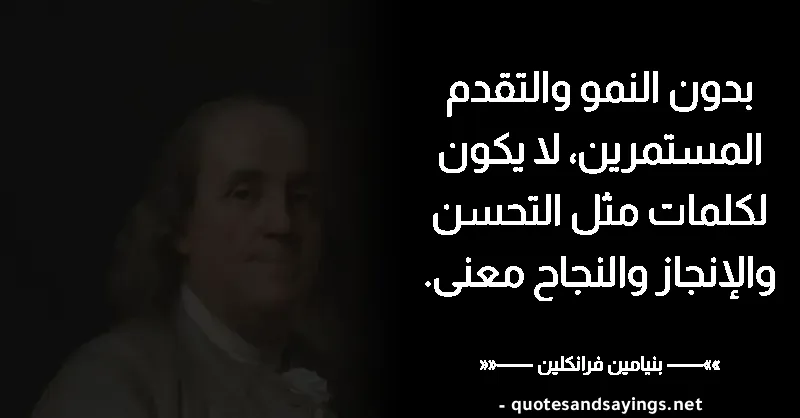 بدون النمو والتقدم
المستمرين، لا يكون
لكلمات مثل التحسن
والإنجاز والنجاح معنى.
»»—— بنيامين فرانكلين ——««
- quotesandsayings.net